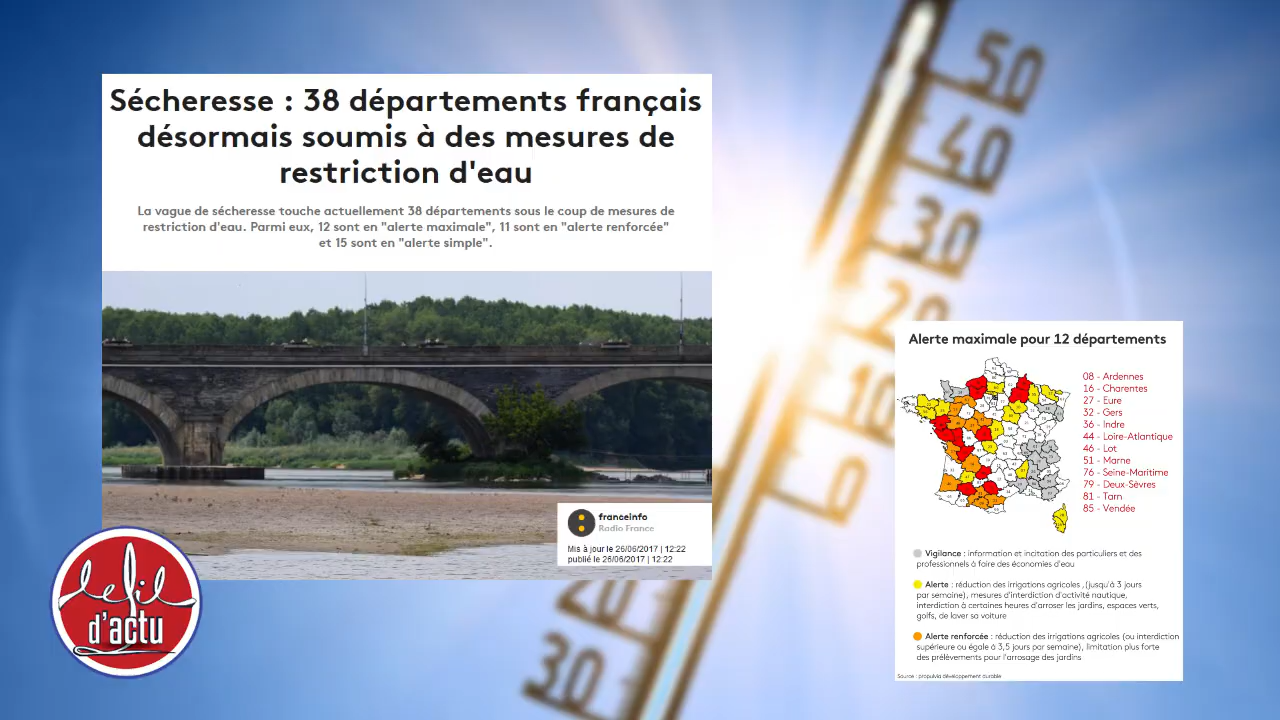 Sécheresse : 38 départements français
désormais soumis à des mesures de
restriction d'eau
La vague de sécheresse touche actuellement 38 départements sous le coup de mesures de
restriction d'eau. Parmi eux, 12 sont en "alerte maximale", 11 sont en "alerte renforcée"
et 15 sont en "alerte simple".
franceinfo
Radio France
Mis à jour le 26/06/2017 | 12:22
publié le 26/06/2017 | 12:22
le fil
d'actu
50
40
30
20
10
0
20
30
Alerte maximale pour 12 départements
08 - Ardennes
16 - Charentes
27 - Eure
32 - Gers
36 - Indre
44 - Loire-Atlantique
46 - Lot
51 - Marne
76 - Seine-Maritime
79 - Deux-Sèvres
81 - Tarn
85 - Vendée
Vigilance : information et incitation des particuliers et des
professionnels à faire des économies d'eau
Alerte : réduction des irrigations agricoles ,(jusqu'à 3 jours
par semaine), mesures d'interdiction d'activité nautique,
interdiction à certaines heures d'arroser les jardins, espaces verts,
golfs, de laver sa voiture
Alerte renforcée : réduction des irrigations agricoles (ou interdiction
supérieure ou égale à 3,5 jours par semaine), limitation plus forte
des prélèvements pour l'arrosage des jardins
Source : propulvia développement durable